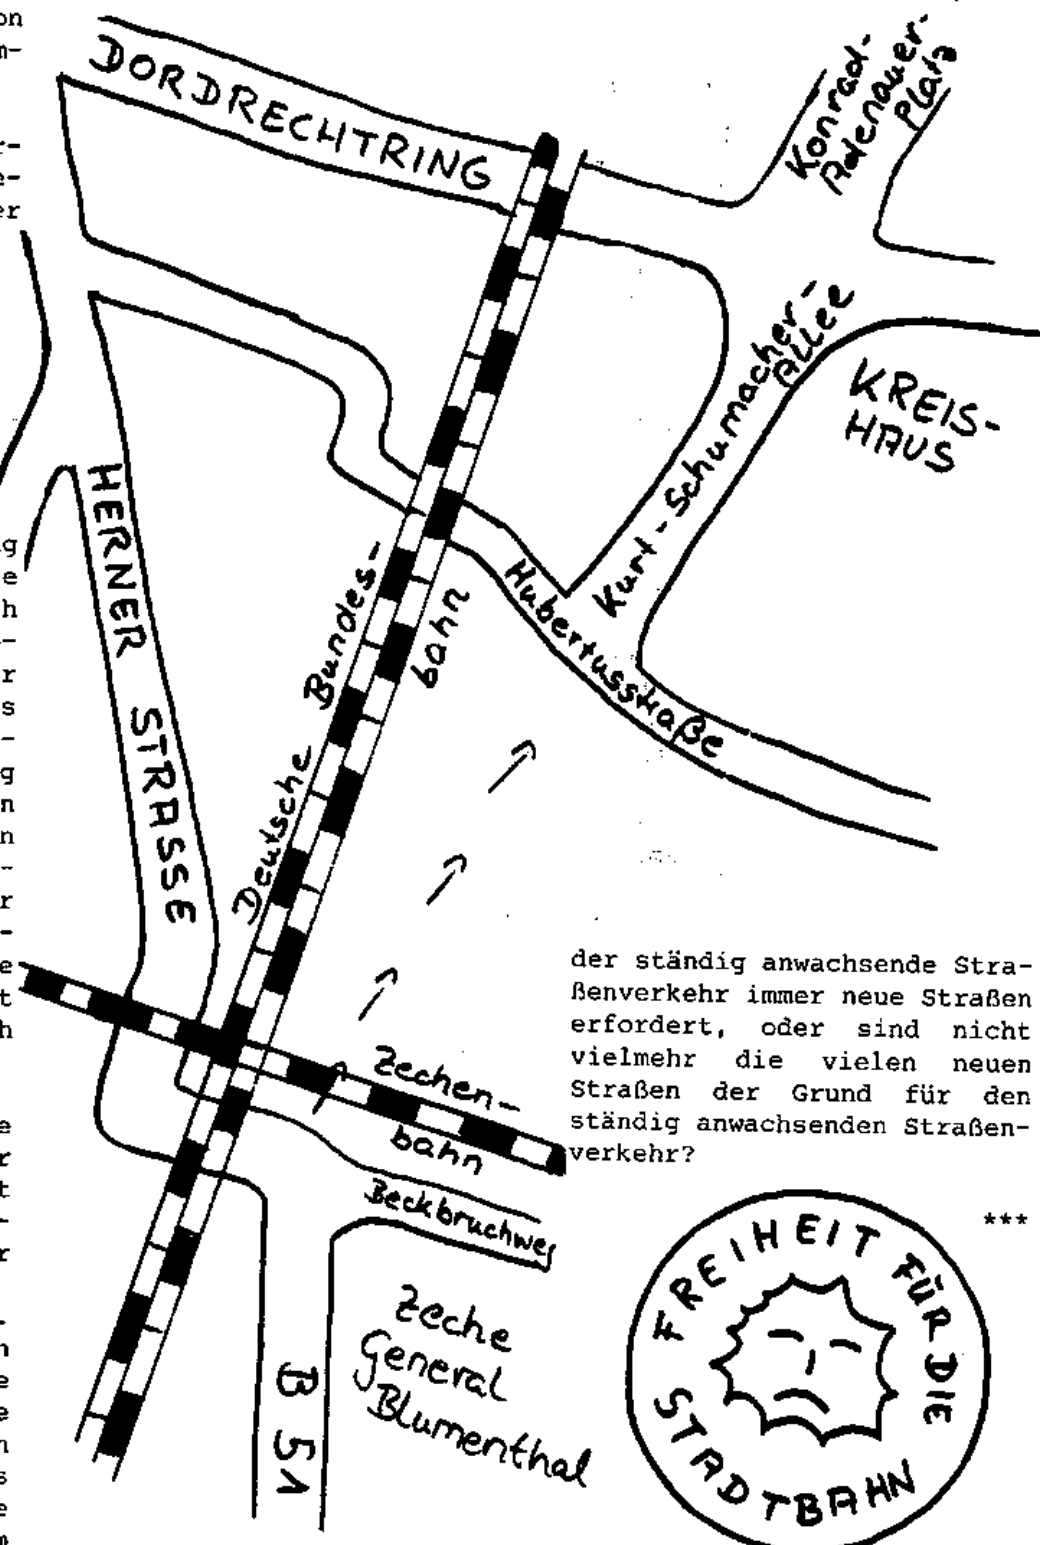 on
DORDRECHTRING
Konrad-
Adenauer-
Platz
er
Kurt-Schumacher-
Allee
KREIS-
HAUS
HERNER STRASSE
Deutsche Bundes-
bahn
Hubertusstraße
der ständig anwachsende Stra-
ßenverkehr immer neue Straßen
erfordert, oder sind nicht
vielmehr die vielen neuen
Straßen der Grund für den
ständig anwachsenden Straßen-
verkehr?
***
Zechen-
bahn
Beckbruchweg
Zeche
General
Blumenthal
B 51
FREIHEIT FÜR DIE
STADTBAHN